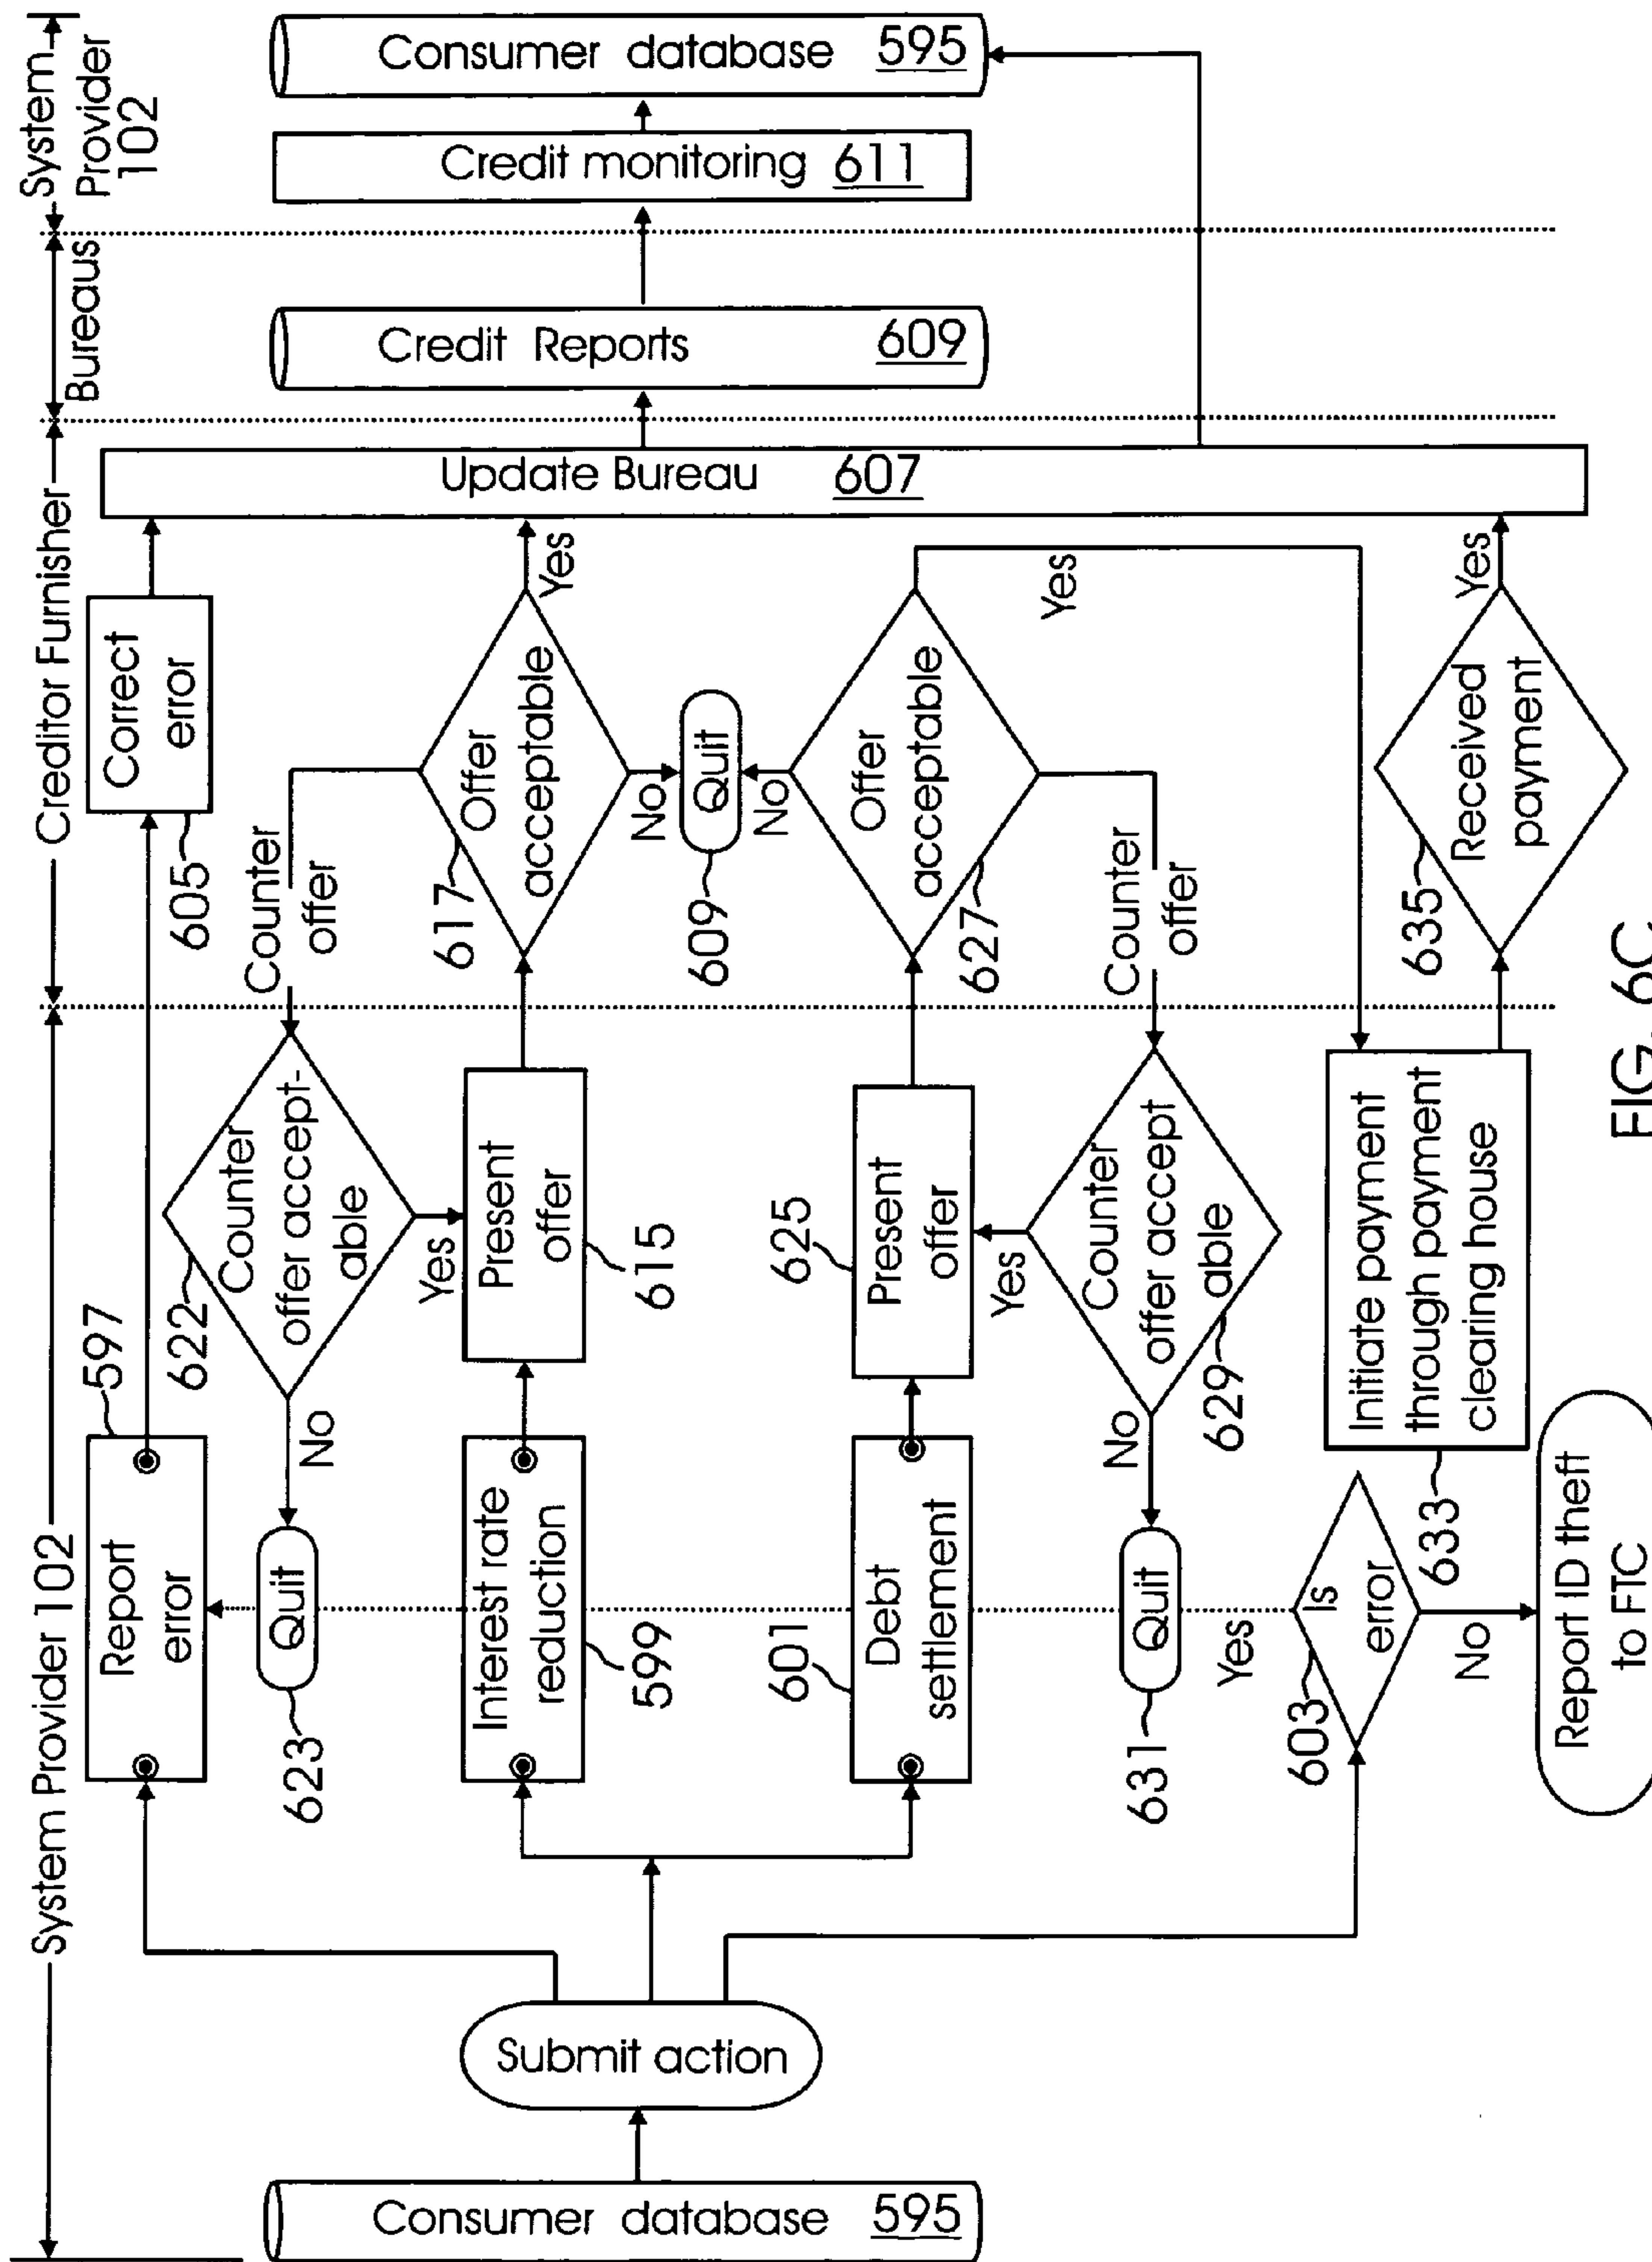 System Provider 102
Creditor Furnisher
Bureaus
System
Provider
102
Consumer database 595
Submit action
Report
error
597
Quit
623
Interest rate
reduction
599
Debt
settlement
601
Quit
631
Is
error
603
Yes
No
Report ID theft
to FTC
Counter
offer accept-
able
622
No
Yes
Present
offer
615
Present
offer
625
Counter
offer accept
able
629
No
Yes
Initiate payment
through payment
clearing house
633
Correct
error
605
Counter
offer
Offer
acceptable
617
Yes
No
Quit
609
No
Offer
acceptable
627
Yes
Counter
offer
Received
payment
635
Yes
Update Bureau 607
Credit Reports 609
Credit monitoring 611
Consumer database 595
FIG. 6C